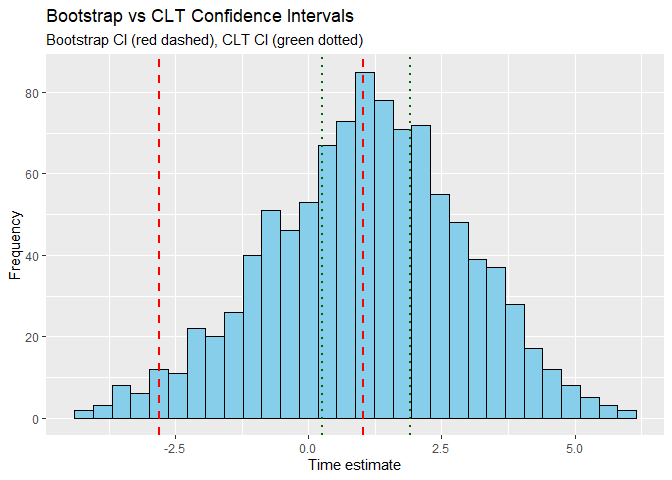 Bootstrap vs CLT Confidence Intervals
Bootstrap CI (red dashed), CLT CI (green dotted)
80
60
40
20
0
Frequency
-2.5 0.0 2.5 5.0
Time estimate